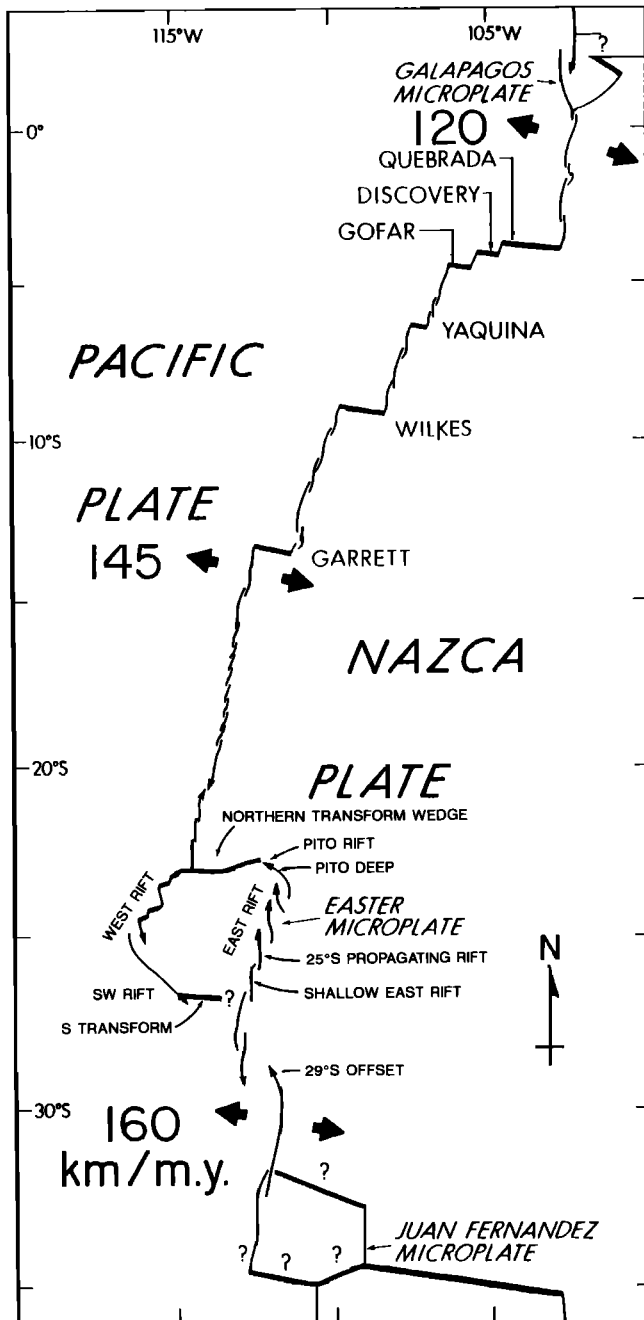 115°W
105°W
?
GALAPAGOS
MICROPLATE
0°
120
QUEBRADA
DISCOVERY
GOFAR
YAQUINA
PACIFIC
WILKES
10°S
PLATE
145
GARRETT
NAZCA
20°S
PLATE
NORTHERN TRANSFORM WEDGE
PITO RIFT
PITO DEEP
WEST RIFT
EAST RIFT
EASTER
MICROPLATE
N
25°S PROPAGATING RIFT
SW RIFT
?
SHALLOW EAST RIFT
S TRANSFORM
29°S OFFSET
30°S
160
km/m.y.
?
JUAN FERNANDEZ
MICROPLATE
?
?
?